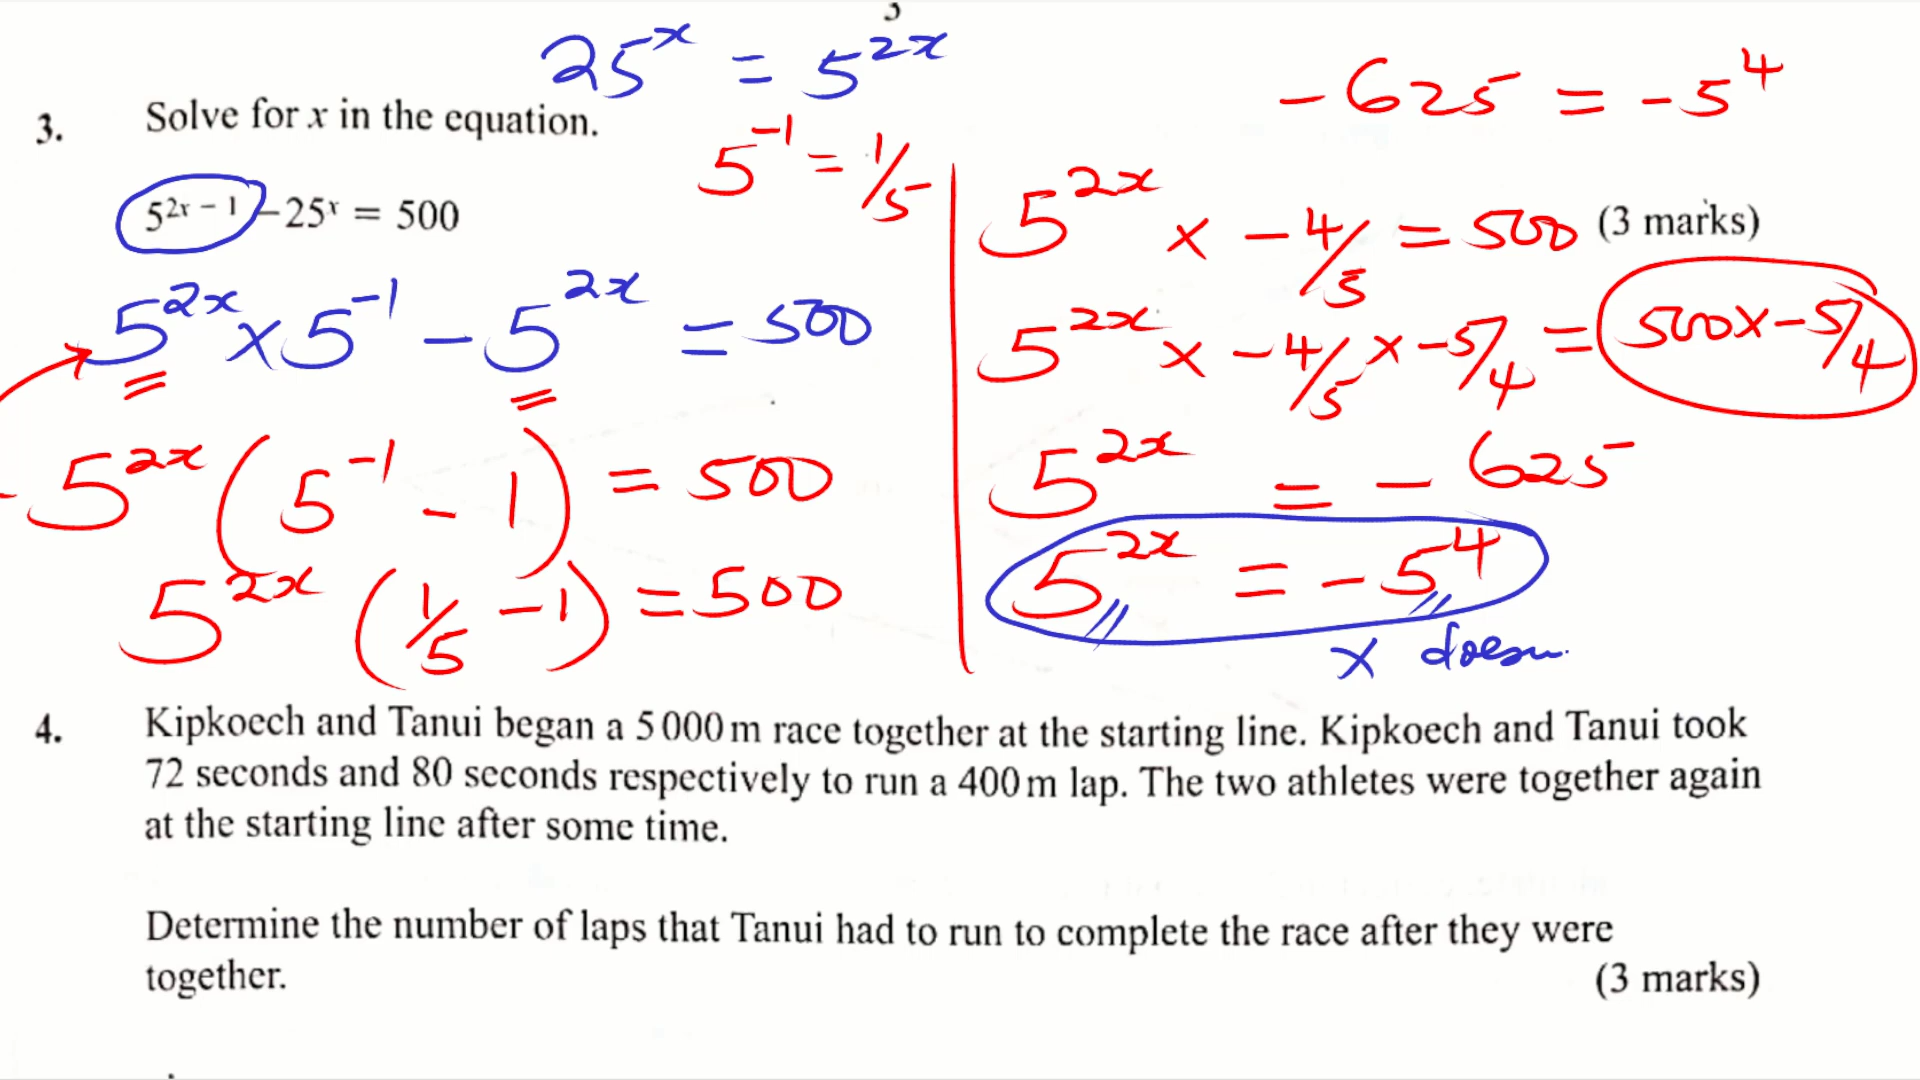 25^x = 5^2x
3. Solve for x in the equation.
5^2x – 1 – 25^x = 500
(3 marks)
5^-1 = 1/5
5^2x x 5^-1 - 5^2x = 500
5^2x (5^-1 - 1) = 500
5^2x (1/5 - 1) = 500
-625 = -5^4
5^2x x -4/5 = 500
5^2x x -4/5 x -5/4 = 500x-5/4
5^2x = -625
5^2x = -5^4
x doesn
4. Kipkoech and Tanui began a 5 000 m race together at the starting line. Kipkoech and Tanui took
72 seconds and 80 seconds respectively to run a 400 m lap. The two athletes were together again
at the starting line after some time.
Determine the number of laps that Tanui had to run to complete the race after they were
together.
(3 marks)